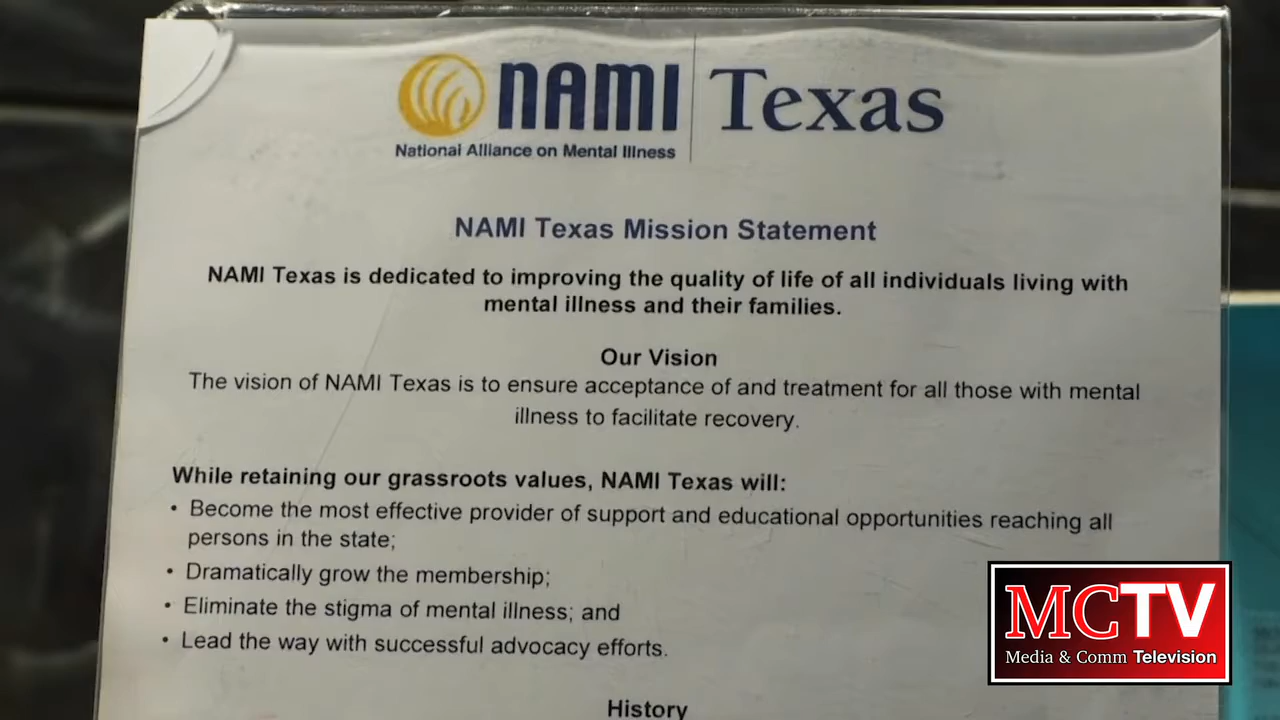 NAMI Texas
National Alliance on Mental Illness
NAMI Texas Mission Statement
NAMI Texas is dedicated to improving the quality of life of all individuals living with
mental illness and their families.
Our Vision
The vision of NAMI Texas is to ensure acceptance of and treatment for all those with mental
illness to facilitate recovery.
While retaining our grassroots values, NAMI Texas will:
• Become the most effective provider of support and educational opportunities reaching all
persons in the state;
• Dramatically grow the membership;
• Eliminate the stigma of mental illness; and
• Lead the way with successful advocacy efforts.
History
MCTV
Media & Comm Television